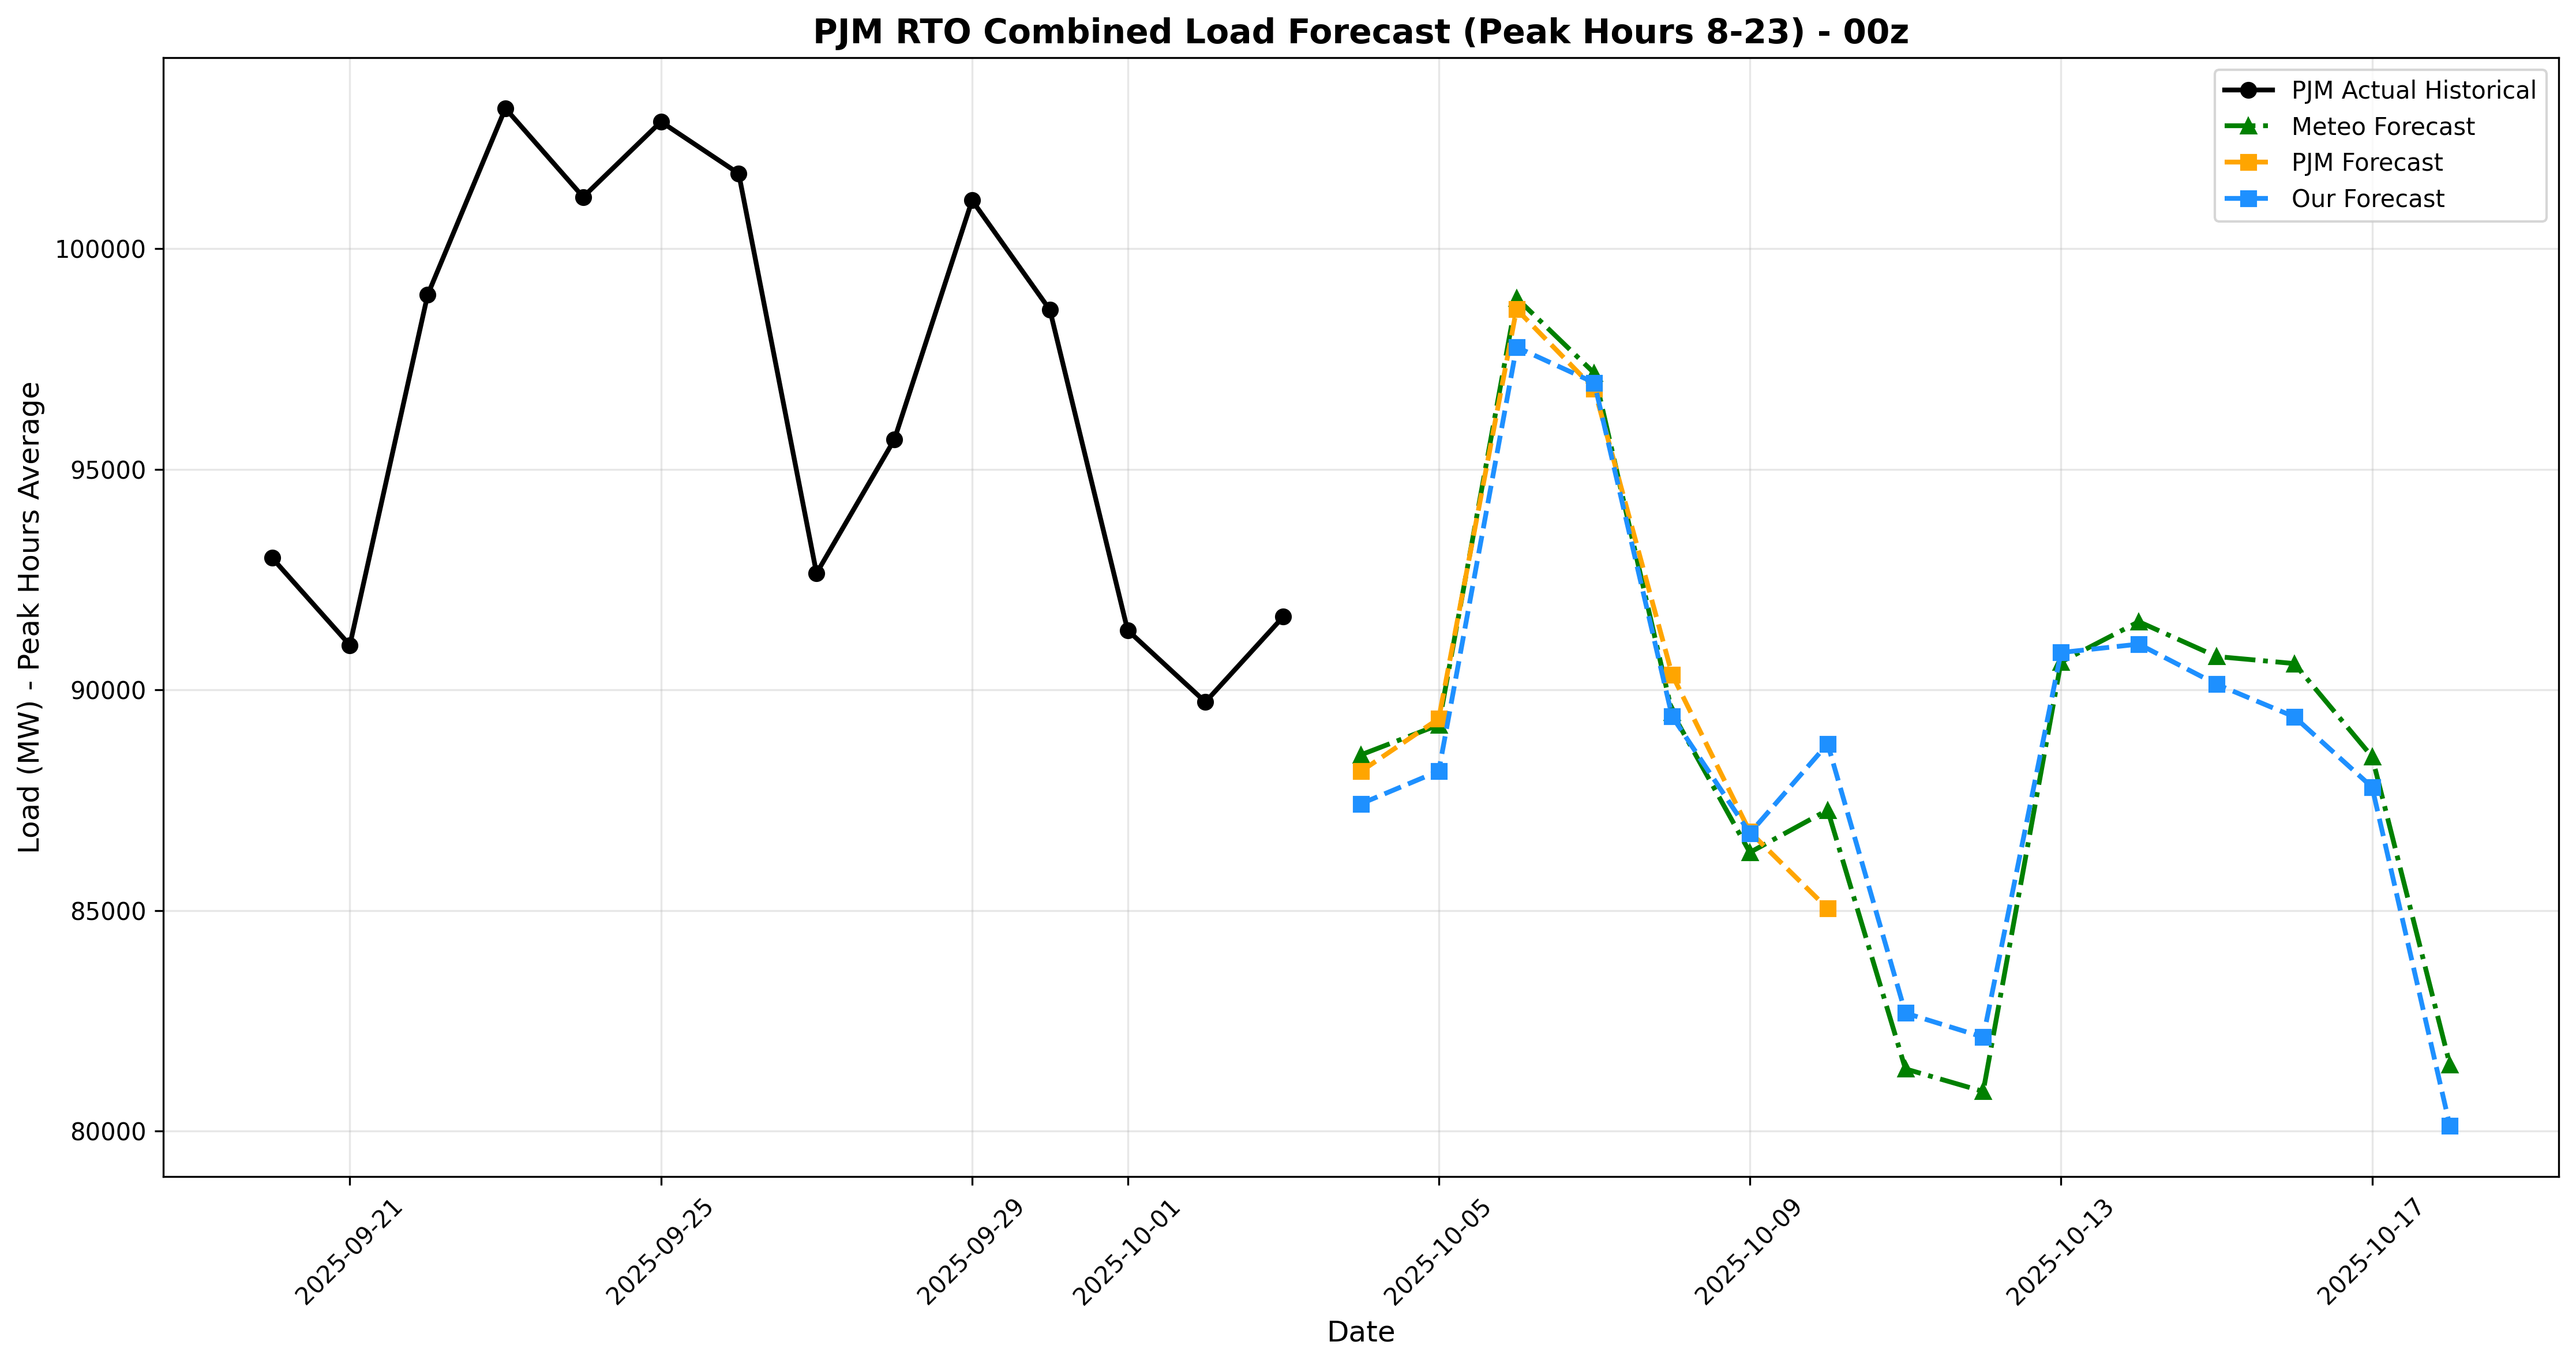 PJM RTO Combined Load Forecast (Peak Hours 8-23) - 00z
PJM Actual Historical
Meteo Forecast
PJM Forecast
Our Forecast
Load (MW) - Peak Hours Average
100000
95000
90000
85000
80000
2025-09-21
2025-09-25
2025-09-29
2025-10-01
2025-10-05
2025-10-09
2025-10-13
2025-10-17
Date